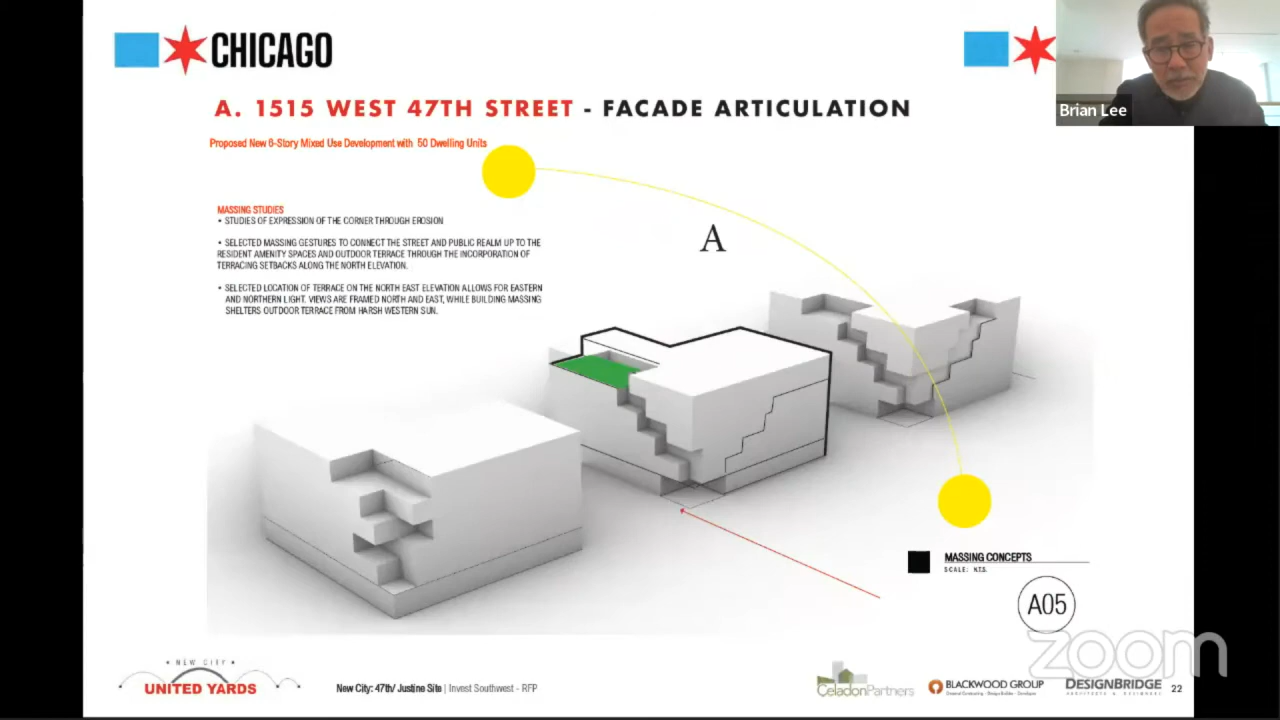 CHICAGO
Brian Lee
A. 1515 WEST 47TH STREET - FACADE ARTICULATION
Proposed New 6-Story Mixed Use Development with 50 Dwelling Units
MASSING STUDIES
• STUDIES OF EXPRESSION OF THE CORNER THROUGH EROSION
• SELECTED MASSING GESTURES TO CONNECT THE STREET AND PUBLIC REALM UP TO THE
RESIDENT AMENITY SPACES AND OUTDOOR TERRACE THROUGH THE INCORPORATION OF
TERRACING SETBACKS ALONG THE NORTH ELEVATION.
• SELECTED LOCATION OF TERRACE ON THE NORTH EAST ELEVATION ALLOWS FOR EASTERN
AND NORTHERN LIGHT. VIEWS ARE FRAMED NORTH AND EAST, WHILE BUILDING MASSING
SHELTERS OUTDOOR TERRACE FROM HARSH WESTERN SUN.
A
MASSING CONCEPTS
SCALE: N.T.S.
A05
zoom
• NEW CITY •
UNITED YARDS
New City: 47th/ Justine Site | Invest Southwest - RFP
CeladonPartners
BLACKWOOD GROUP
DESIGNBRIDGE
22